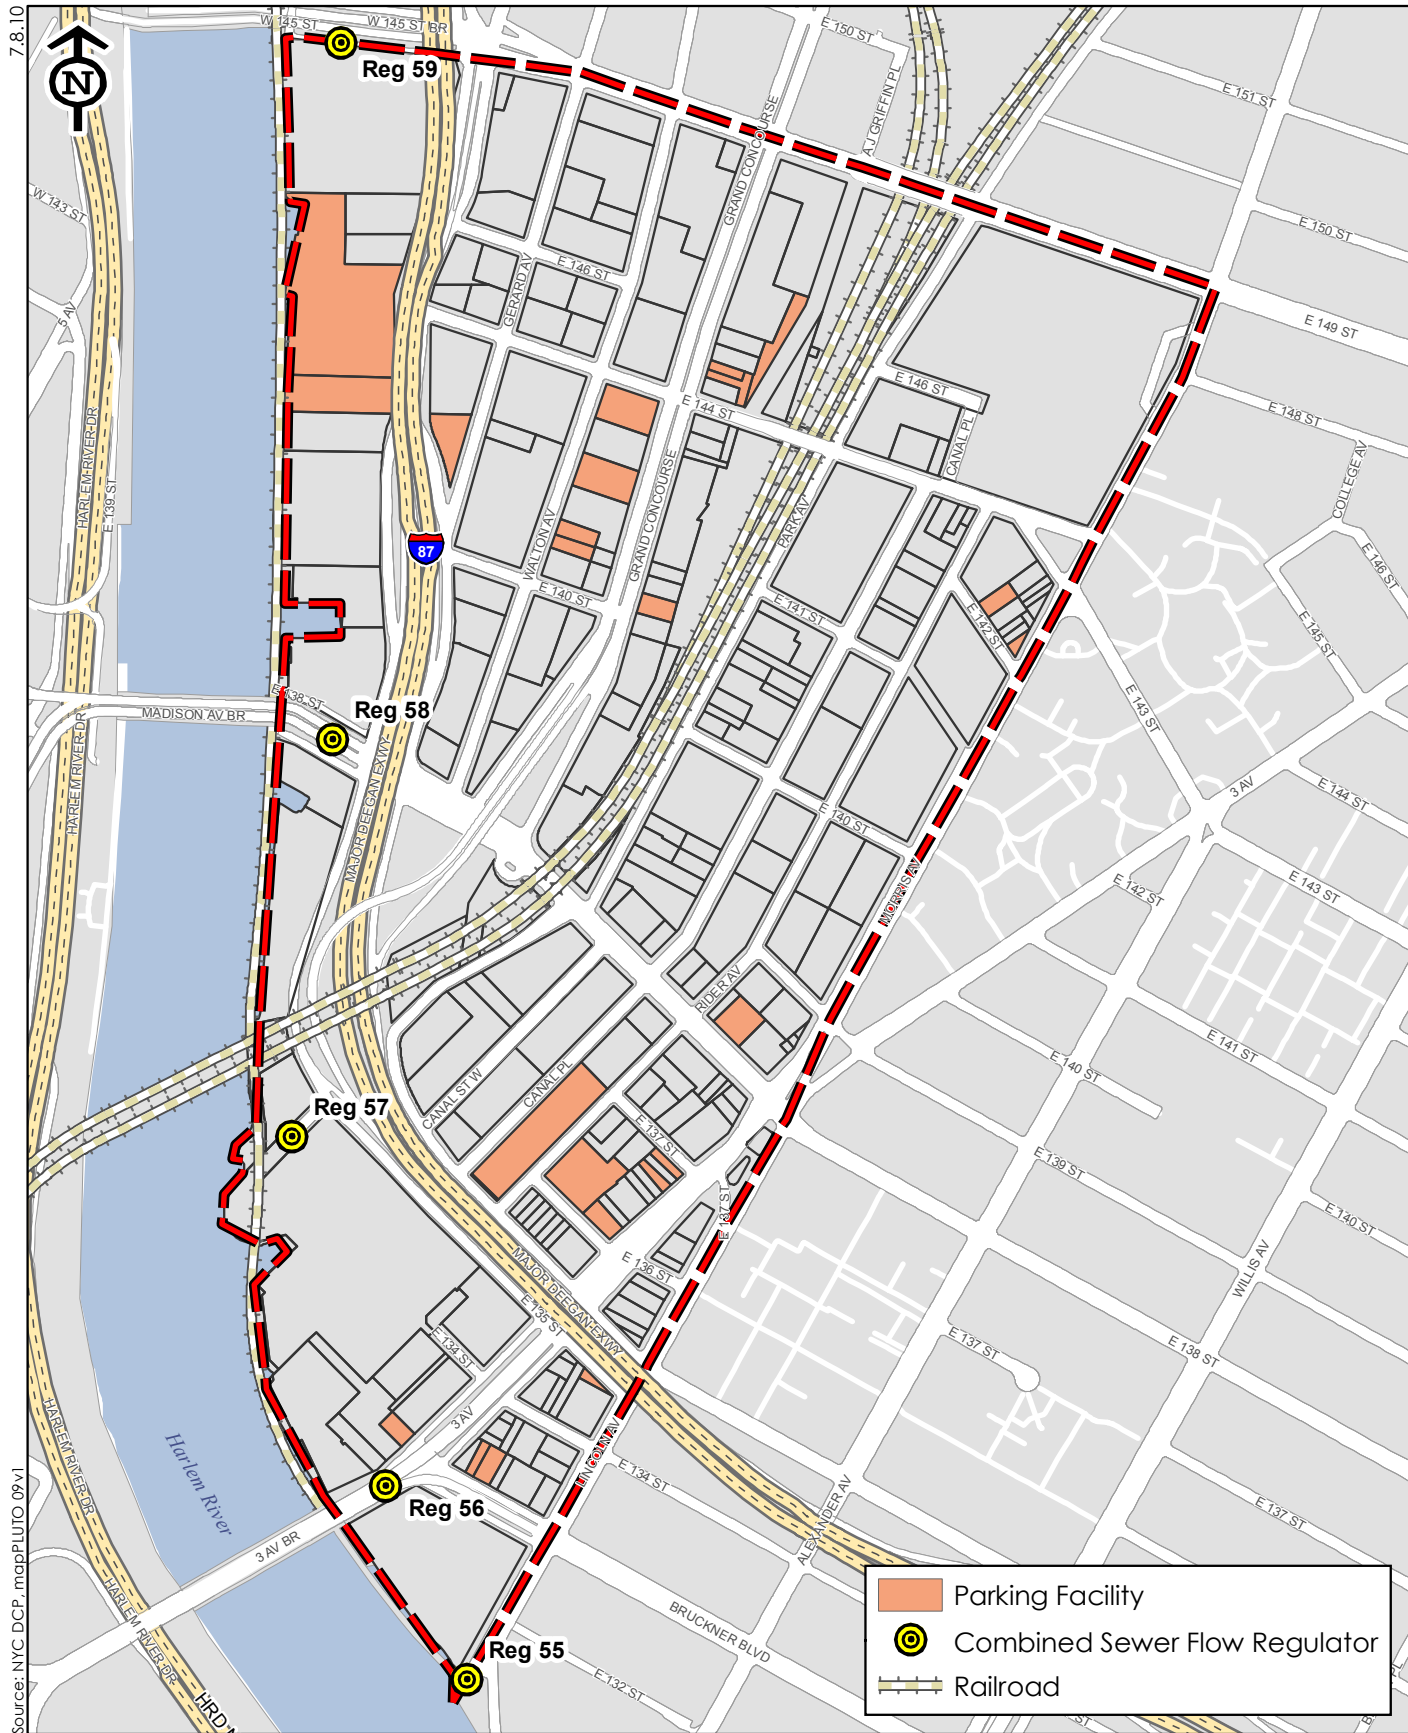 7.8.10
W 145 ST
W 145 ST BR
E 150 ST
Reg 59
N
A J GRIFFIN PL
E 151 ST
GRAND CONCOURSE
W 143 ST
E 150 ST
E 146 ST
GERARD AV
5 AV
E 149 ST
E 146 ST
E 144 ST
E 148 ST
HARLEM RIVER DR
CANAL PL
COLLEGE AV
E 139 ST
GRAND CONCOURSE
PARK AV
WALTON AV
87
E 146 ST
E 140 ST
E 141 ST
E 142 ST
E 145 ST
E 138 ST
MADISON AV BR
Reg 58
E 143 ST
HARLEM RIVER DR
MAJOR DEEGAN EXWY
3 AV
E 144 ST
E 140 ST
MORRIS AV
E 142 ST
E 143 ST
RIDER AV
E 141 ST
E 140 ST
CANAL ST W
CANAL PL
Reg 57
E 137 ST
E 139 ST
E 137 ST
E 140 ST
MAJOR DEEGAN EXWY
E 136 ST
WILLIS AV
E 135 ST
E 134 ST
E 137 ST
E 138 ST
HARLEM RIVER DR
3 AV
LINCOLN AV
Harlem River
E 134 ST
Reg 56
ALEXANDER AV
E 137 ST
3 AV BR
HARLEM RIVER DR
BRUCKNER BLVD
Reg 55
E 132 ST
HRD N
ST
PL
Parking Facility
Combined Sewer Flow Regulator
Railroad
Source: NYC DCP, mapPLUTO 09v1